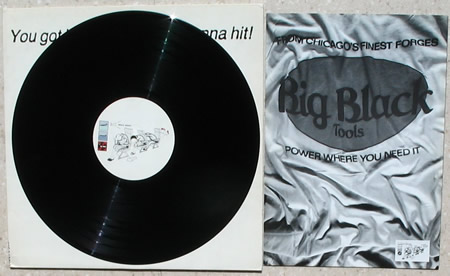 You got
nna hit!
FROM CHICAGO'S FINEST FORGES
Big Black
Tools
POWER WHERE YOU NEED IT